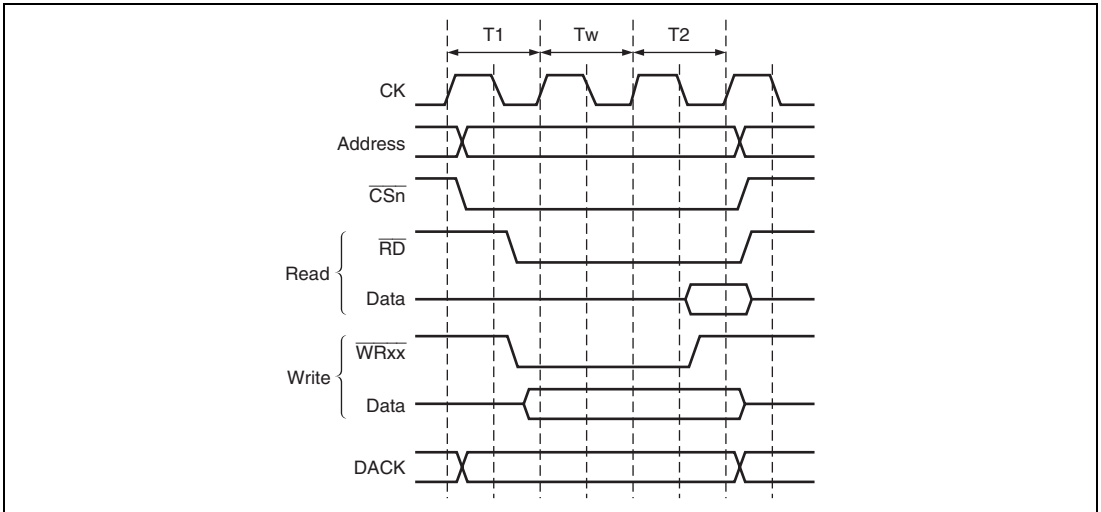 T1 Tw T2
CK
Address
CSn
RD
Read
Data
WRxx
Write
Data
DACK